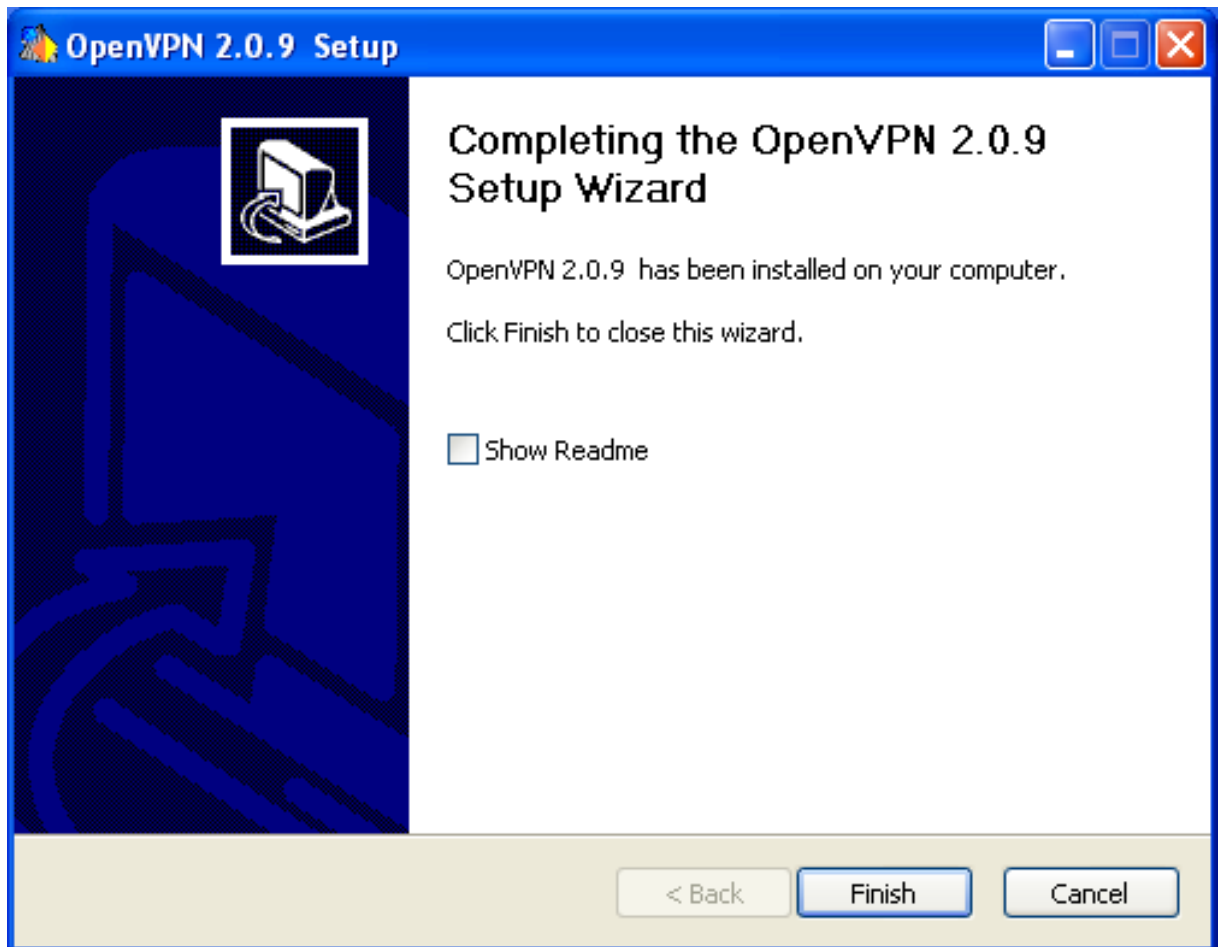 OpenVPN 2.0.9 Setup
Completing the OpenVPN 2.0.9
Setup Wizard
OpenVPN 2.0.9 has been installed on your computer.
Click Finish to close this wizard.
Show Readme
< Back
Finish
Cancel